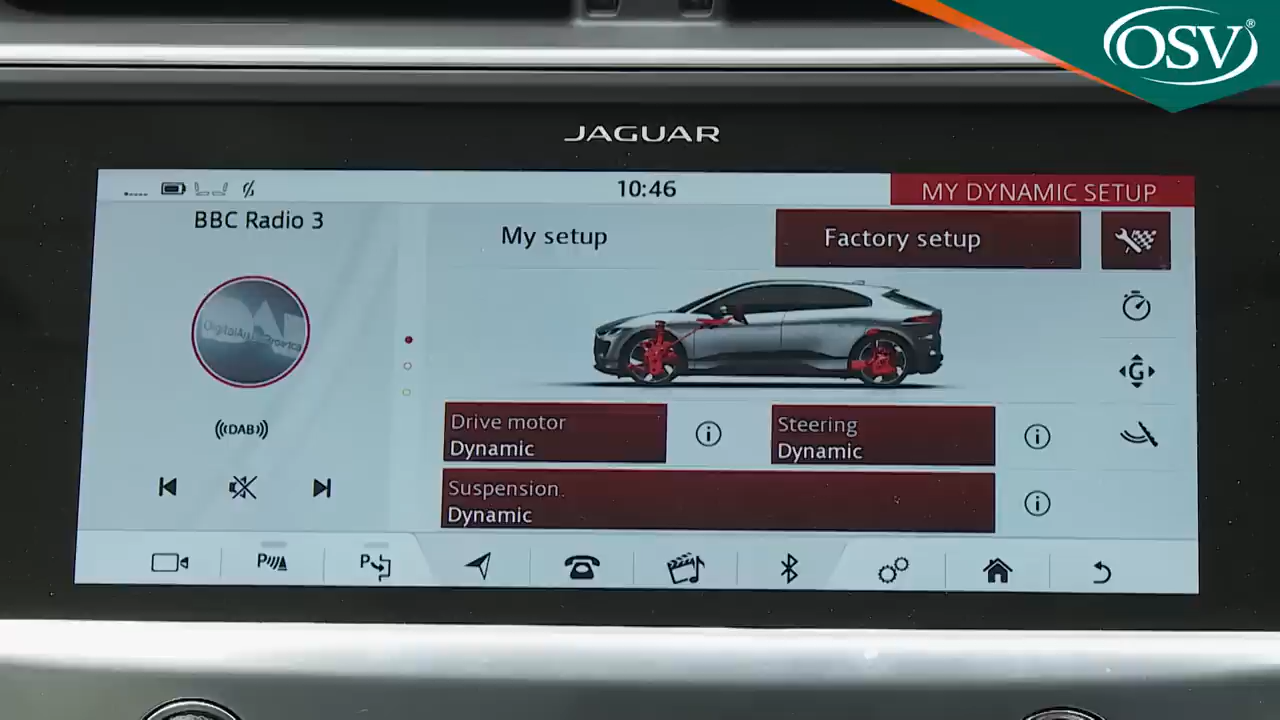 OSV®
JAGUAR
10:46
MY DYNAMIC SETUP
BBC Radio 3
My setup
Factory setup
G
Drive motor
Dynamic
Steering
Dynamic
DAB
Suspension
Dynamic
P
P